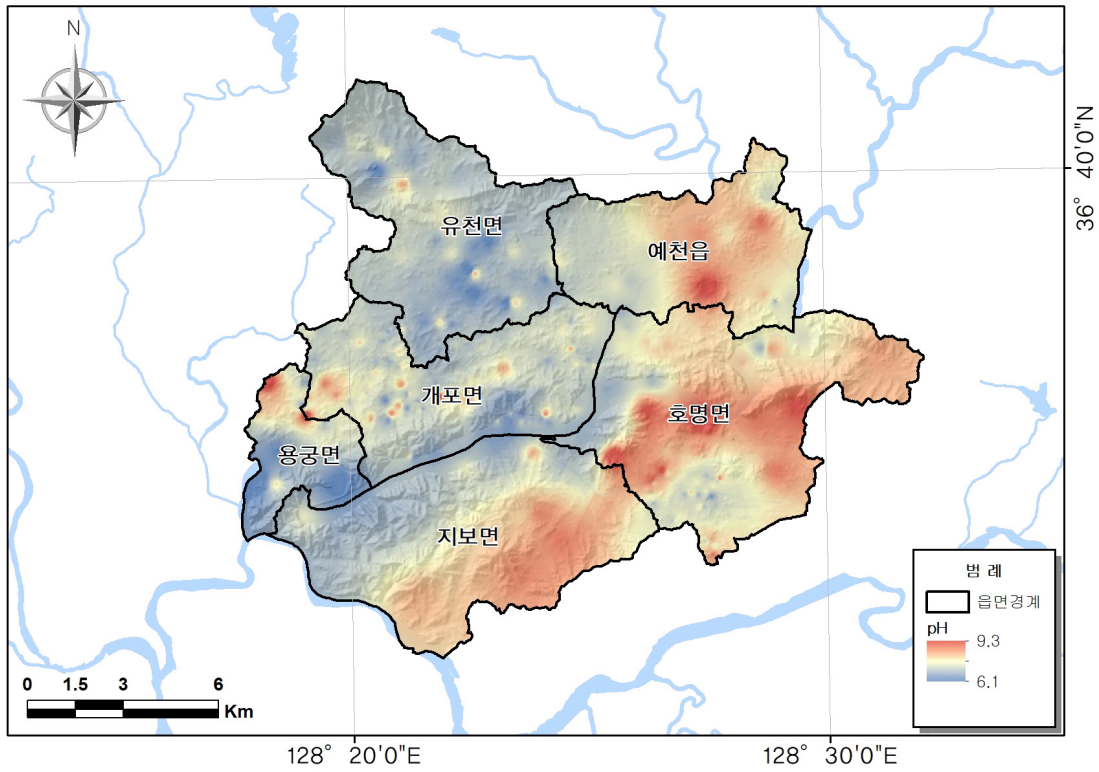 N
40'0"N
36°
유천면
예천읍
개포면
호명면
용궁면
지보면
범 례
읍면경계
pH
9.3
6.1
0 1.5 3 6
Km
128° 20'0"E
128° 30'0"E